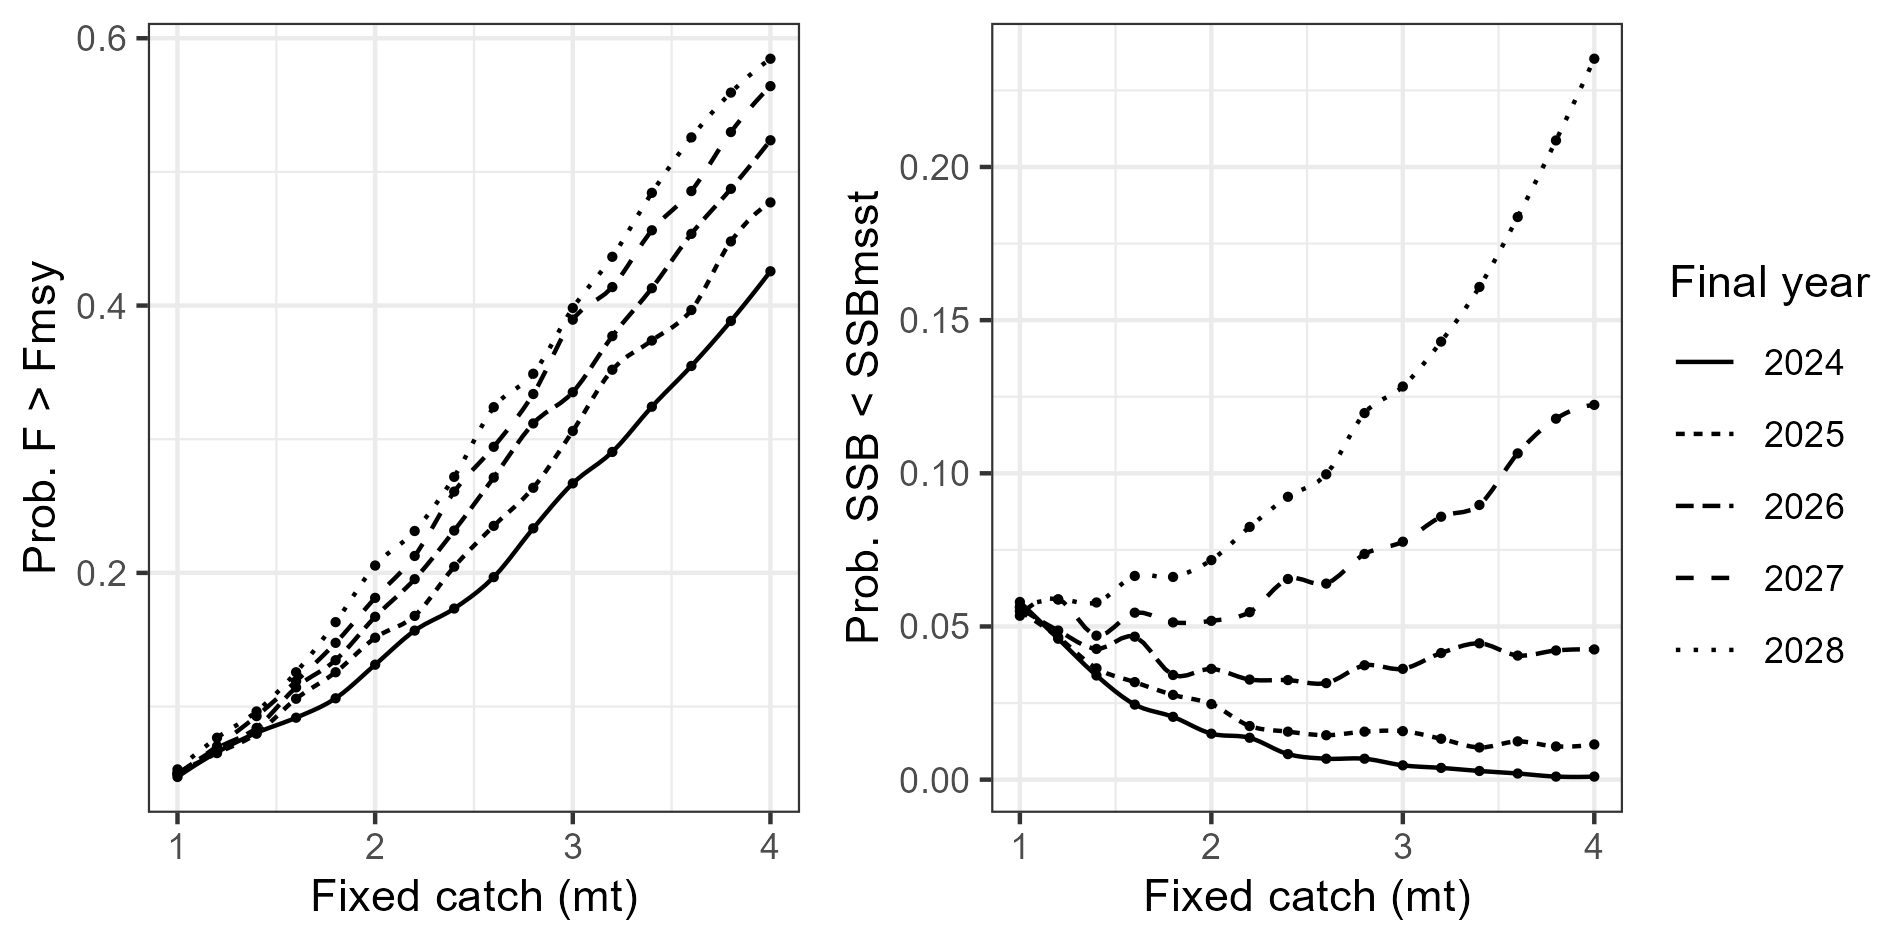 Prob. F > Fmsy
0.6
0.4
0.2
1 2 3 4
Fixed catch (mt)
Prob. SSB < SSBmsst
0.20
0.15
0.10
0.05
0.00
1 2 3 4
Fixed catch (mt)
Final year
2024
2025
2026
2027
2028